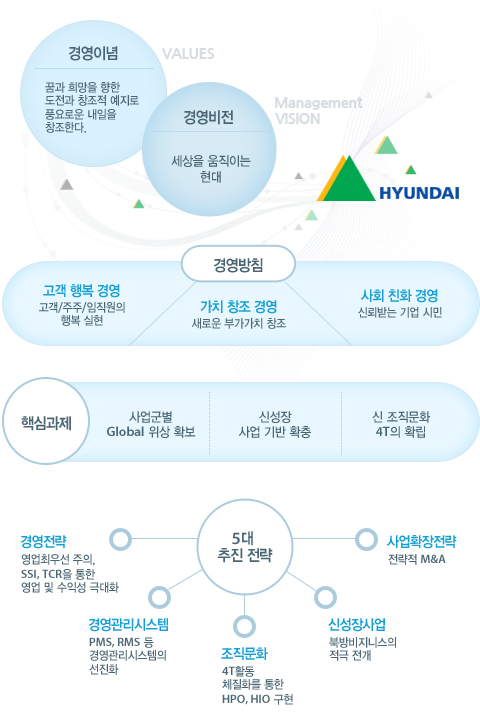 경영이념
VALUES
꿈과 희망을 향한
도전과 창조적 예지로
풍요로운 내일을
창조한다.
경영비전
Management
VISION
세상을 움직이는
현대
HYUNDAI
경영방침
고객 행복 경영
고객/주주/임직원의
행복 실현
가치 창조 경영
새로운 부가가치 창조
사회 친화 경영
신뢰받는 기업 시민
핵심과제
사업군별
Global 위상 확보
신성장
사업 기반 확충
신 조직문화
4T의 확립
5대
추진 전략
경영전략
영업최우선 주의,
SSI, TCR을 통한
영업 및 수익성 극대화
경영관리시스템
PMS, RMS 등
경영관리시스템의
선진화
조직문화
4T활동
체질화를 통한
HPO, HIO 구현
신성장사업
북방비지니스의
적극 전개
사업확장전략
전략적 M&A